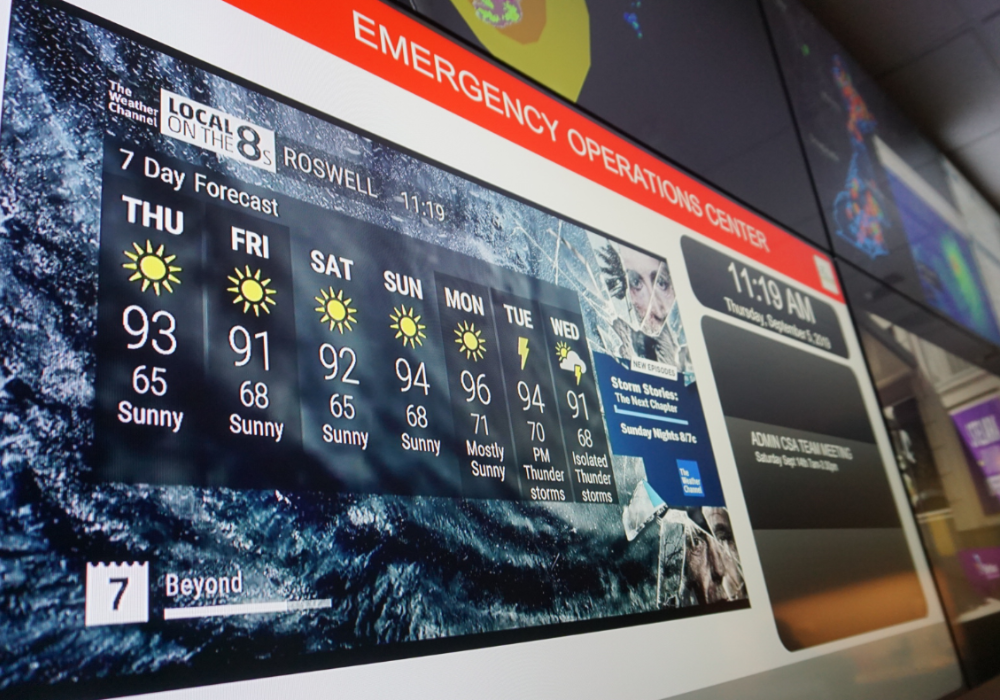 EMERGENCY OPERATIONS CENTER
The
Weather
Channel
LOCAL
ON THE 8s
ROSWELL 11:19
7 Day Forecast
THU FRI SAT SUN MON TUE WED
93 91 92 94 96 94 91
65 68 65 68 71 70 68
Sunny Sunny Sunny Sunny Mostly Sunny PM Thunder storms Isolated Thunder storms
NEW EPISODES
Storm Stories:
The Next Chapter
Sunday Nights 8/7c
The
Weather
Channel
7 Beyond
11:19 AM
Thursday, September 5, 2019
ADMIN CSA TEAM MEETING
Saturday Sept 14th